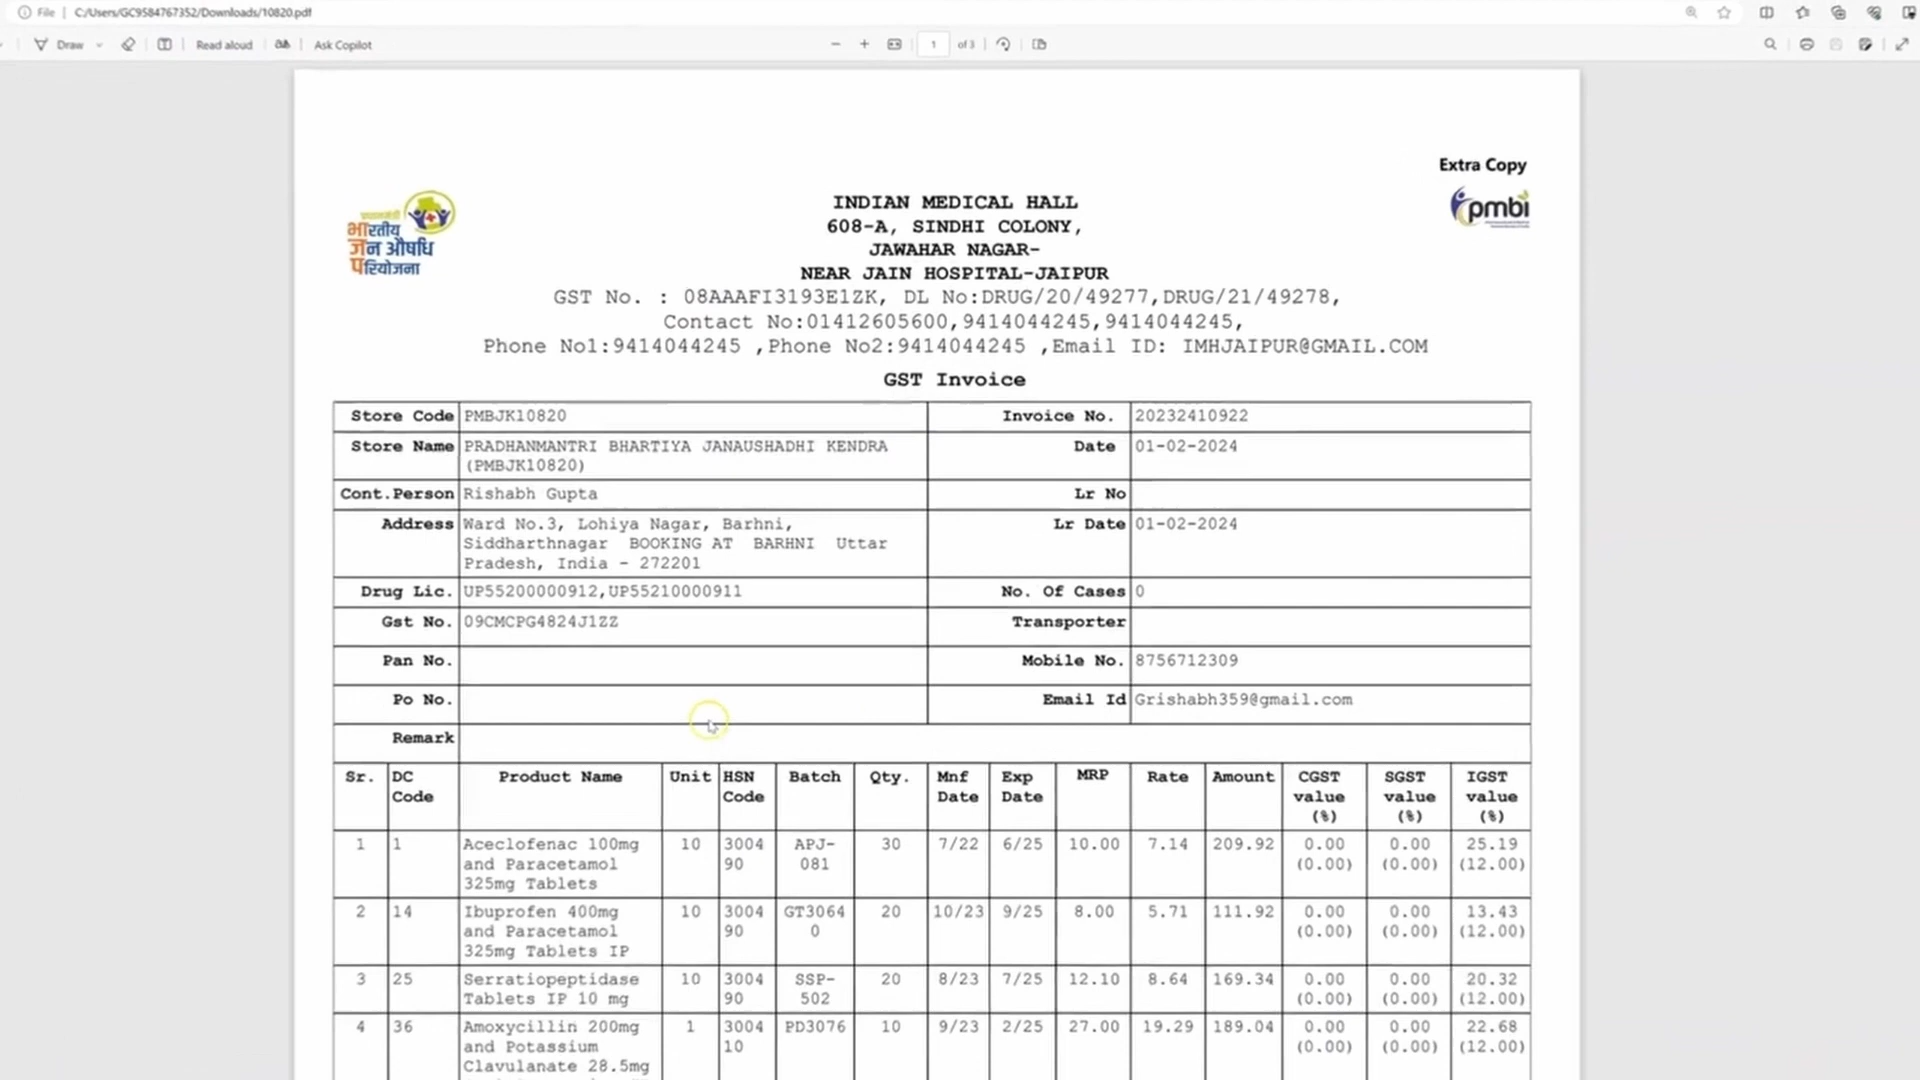 File | C:/Users/GC9584767352/Downloads/10820.pdf
Draw Read aloud Ask Copilot 1 of 3
Extra Copy
प्रधानमंत्री
भारतीय
जन औषधि
परियोजना
pmbi
INDIAN MEDICAL HALL
608-A, SINDHI COLONY,
JAWAHAR NAGAR-
NEAR JAIN HOSPITAL-JAIPUR
GST No. : 08AAAFI3193E1ZK, DL No:DRUG/20/49277,DRUG/21/49278,
Contact No:01412605600,9414044245,9414044245,
Phone No1:9414044245 ,Phone No2:9414044245 ,Email ID: IMHJAIPUR@GMAIL.COM
GST Invoice
Store Code PMBJK10820 Invoice No. 20232410922
Store Name PRADHANMANTRI BHARTIYA JANAUSHADHI KENDRA Date 01-02-2024
(PMBJK10820)
Cont.Person Rishabh Gupta Lr No
Address Ward No.3, Lohiya Nagar, Barhni, Lr Date 01-02-2024
Siddharthnagar BOOKING AT BARHNI Uttar
Pradesh, India - 272201
Drug Lic. UP55200000912,UP55210000911 No. Of Cases 0
Gst No. 09CMCPG4824J1ZZ Transporter
Pan No. Mobile No. 8756712309
Po No. Email Id Grishabh359@gmail.com
Remark
Sr. DC Product Name Unit HSN Batch Qty. Mnf Exp MRP Rate Amount CGST SGST IGST
Code Code Date Date value value value
(%) (%) (%)
1 1 Aceclofenac 100mg 10 3004 APJ- 30 7/22 6/25 10.00 7.14 209.92 0.00 0.00 25.19
and Paracetamol 90 081 (0.00) (0.00) (12.00)
325mg Tablets
2 14 Ibuprofen 400mg 10 3004 GT3064 20 10/23 9/25 8.00 5.71 111.92 0.00 0.00 13.43
and Paracetamol 90 0 (0.00) (0.00) (12.00)
325mg Tablets IP
3 25 Serratiopeptidase 10 3004 SSP- 20 8/23 7/25 12.10 8.64 169.34 0.00 0.00 20.32
Tablets IP 10 mg 90 502 (0.00) (0.00) (12.00)
4 36 Amoxycillin 200mg 1 3004 PD3076 10 9/23 2/25 27.00 19.29 189.04 0.00 0.00 22.68
and Potassium 10 (0.00) (0.00) (12.00)
Clavulanate 28.5mg